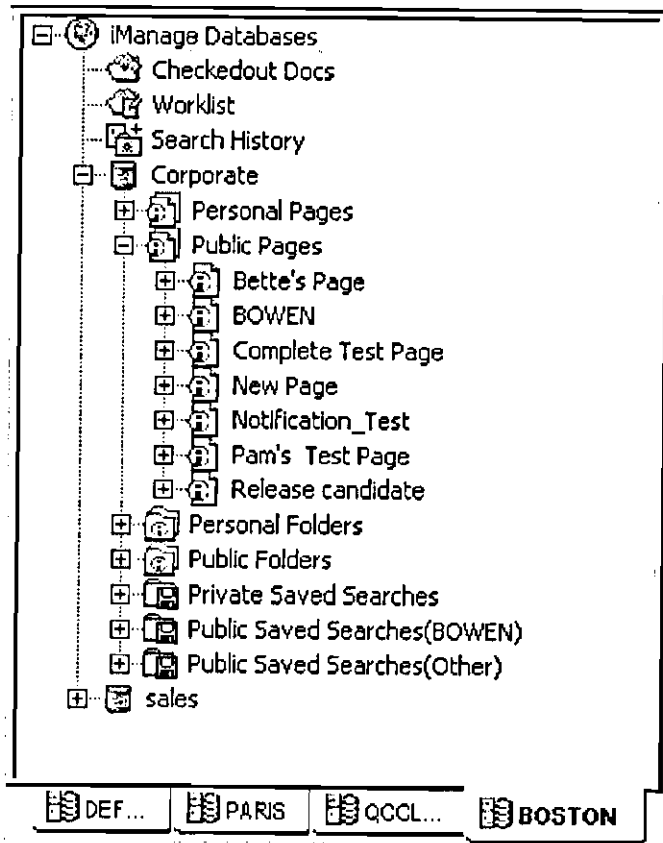 iManage Databases
Checkedout Docs
Worklist
Search History
Corporate
Personal Pages
Public Pages
Bette's Page
BOWEN
Complete Test Page
New Page
Notification_Test
Pam's Test Page
Release candidate
Personal Folders
Public Folders
Private Saved Searches
Public Saved Searches(BOWEN)
Public Saved Searches(Other)
sales
DEF... PARIS QCCL... BOSTON